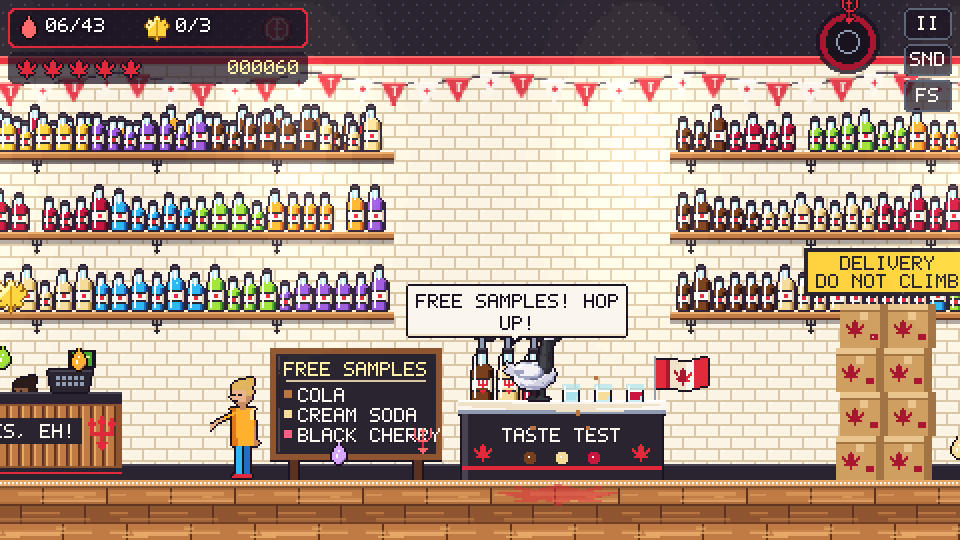 06/43 0/3
II
000060
SND
FS
T T T T T T T T T T T T
DELIVERY
DO NOT CLIMB
FREE SAMPLES! HOP
UP!
FREE SAMPLES
COLA
CREAM SODA
BLACK CHERRY
S, EH!
TASTE TEST